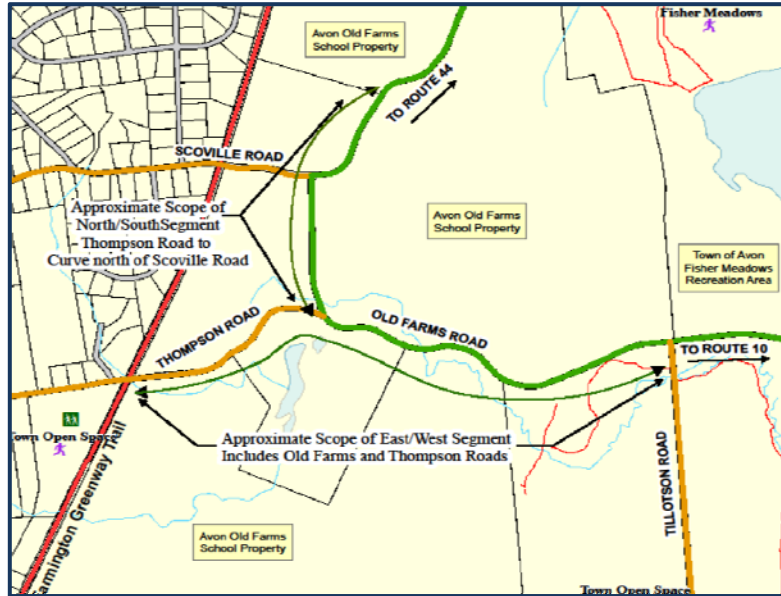 Fisher Meadows
Avon Old Farms
School Property
TO ROUTE 44
SCOVILLE ROAD
Approximate Scope of
North/SouthSegment
- Thompson Road to
Curve north of Scoville Road
Avon Old Farms
School Property
Town of Avon
Fisher Meadows
Recreation Area
THOMPSON ROAD
OLD FARMS ROAD
TO ROUTE 10
Approximate Scope of East/West Segment
Includes Old Farms and Thompson Roads
Town Open Space
Farmington Greenway Trail
TILLOTSON ROAD
Avon Old Farms
School Property
Town Open Space